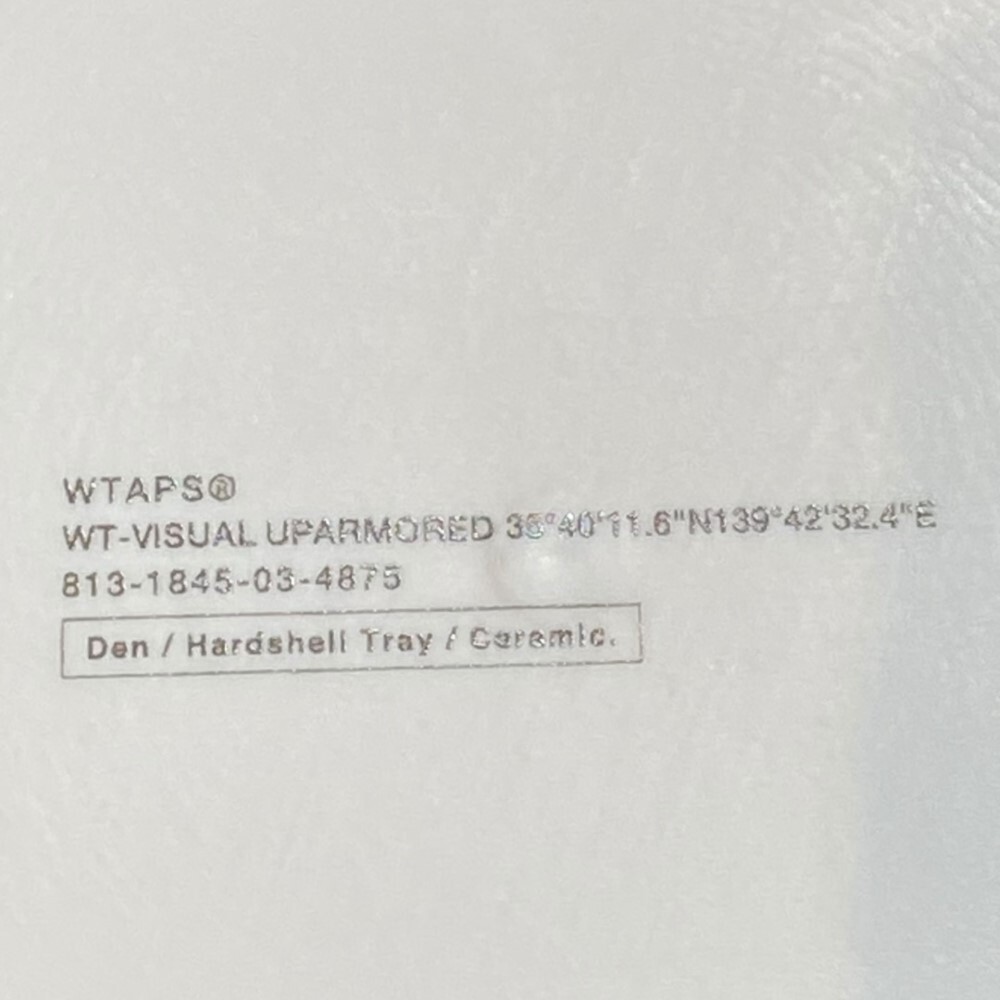 WTAPS®
WT-VISUAL UPARMORED 35°40'11.6"N139°42'32.4"E
813-1845-03-4875
Den / Hardshell Tray / Ceramic.